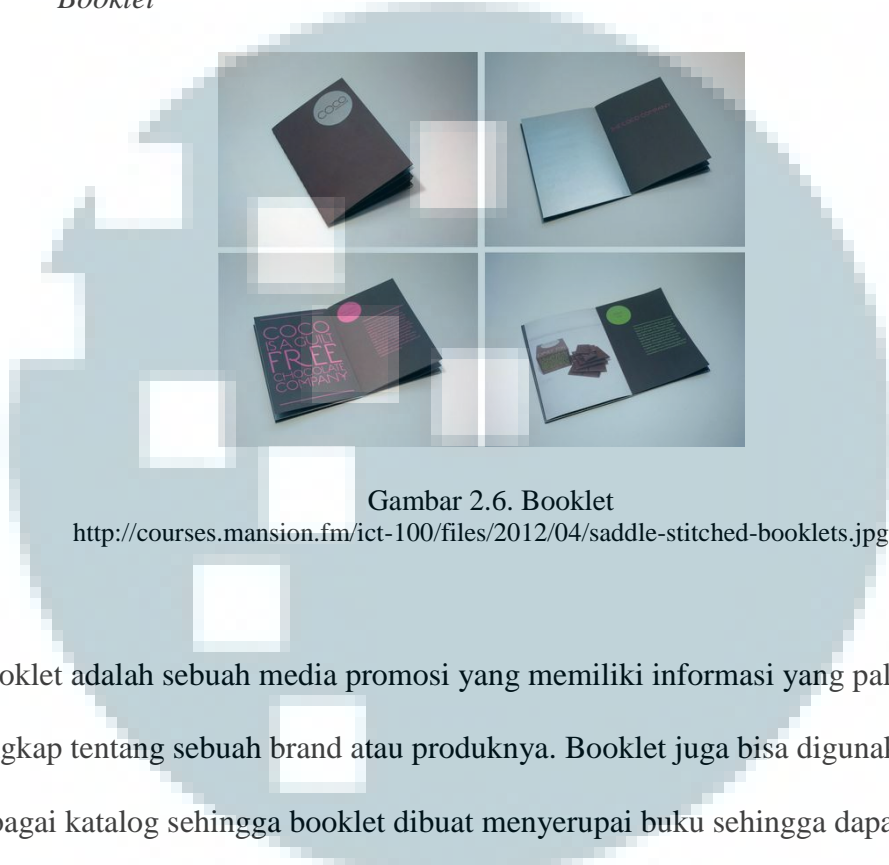 Booklet
COCO
COCO
IS A GUILT
FREE
CHOCOLATE
COMPANY
Gambar 2.6. Booklet
http://courses.mansion.fm/ict-100/files/2012/04/saddle-stitched-booklets.jpg
oklet adalah sebuah media promosi yang memiliki informasi yang pal
gkap tentang sebuah brand atau produknya. Booklet juga bisa digunal
bagai katalog sehingga booklet dibuat menyerupai buku sehingga dapa